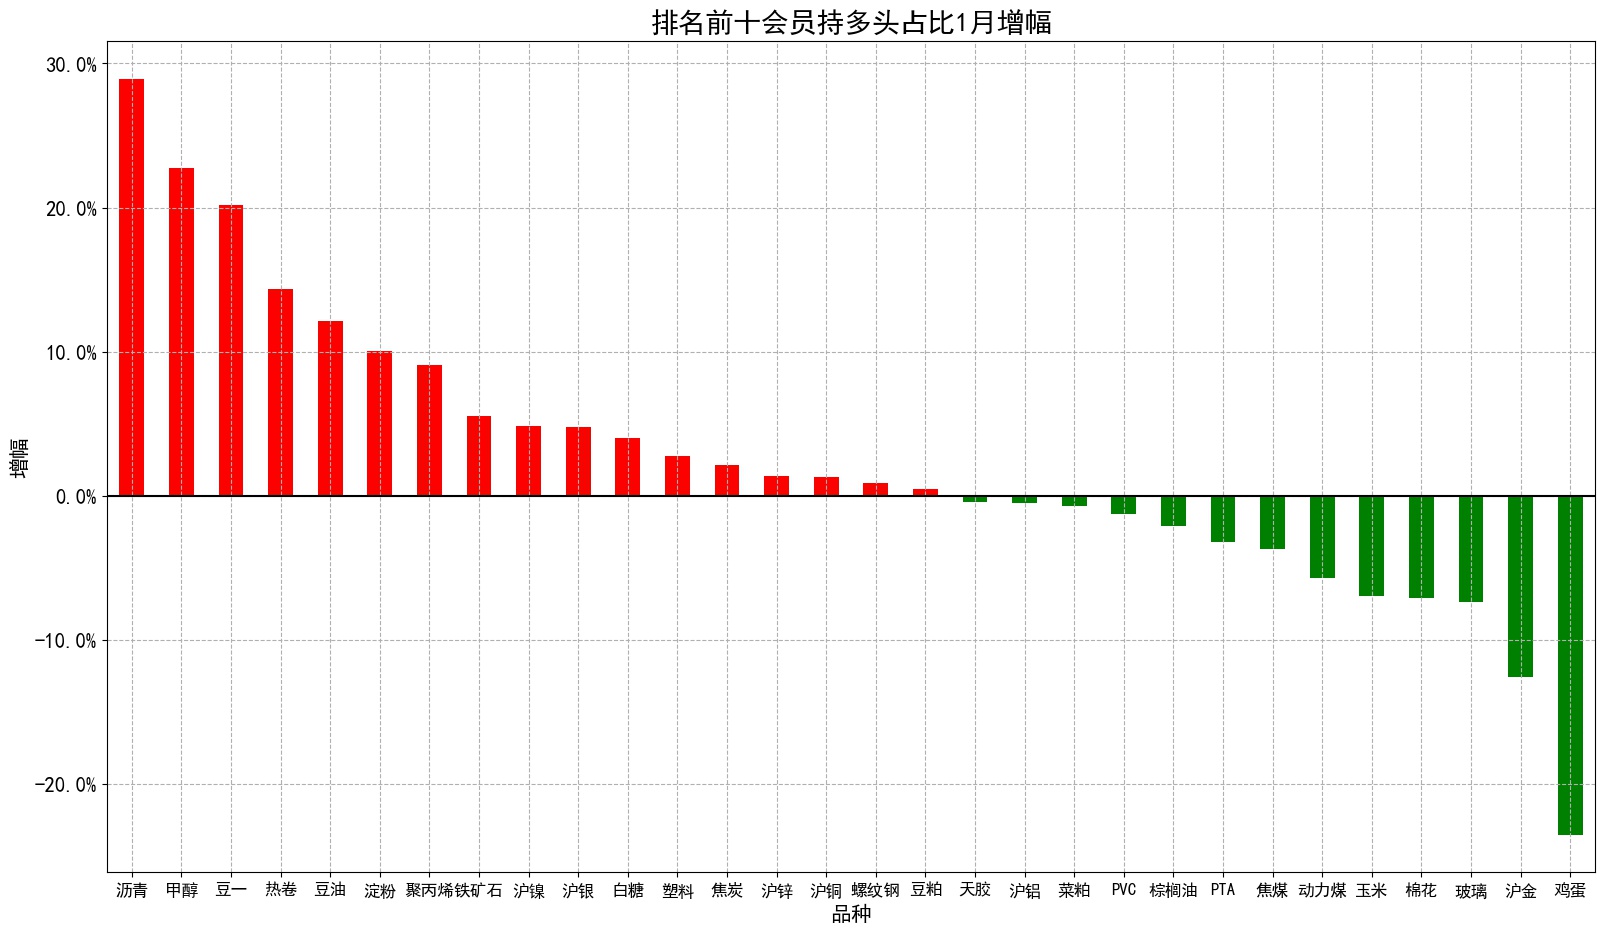 排名前十会员持多头占比1月增幅
30.0%
20.0%
10.0%
0.0%
-10.0%
-20.0%
增幅
沥青 甲醇 豆一 热卷 豆油 淀粉 聚丙烯 铁矿石 沪镍 沪银 白糖 塑料 焦炭 沪锌 沪铜 螺纹钢 豆粕 天胶 沪铝 菜粕 PVC 棕榈油 PTA 焦煤 动力煤 玉米 棉花 玻璃 沪金 鸡蛋
品种